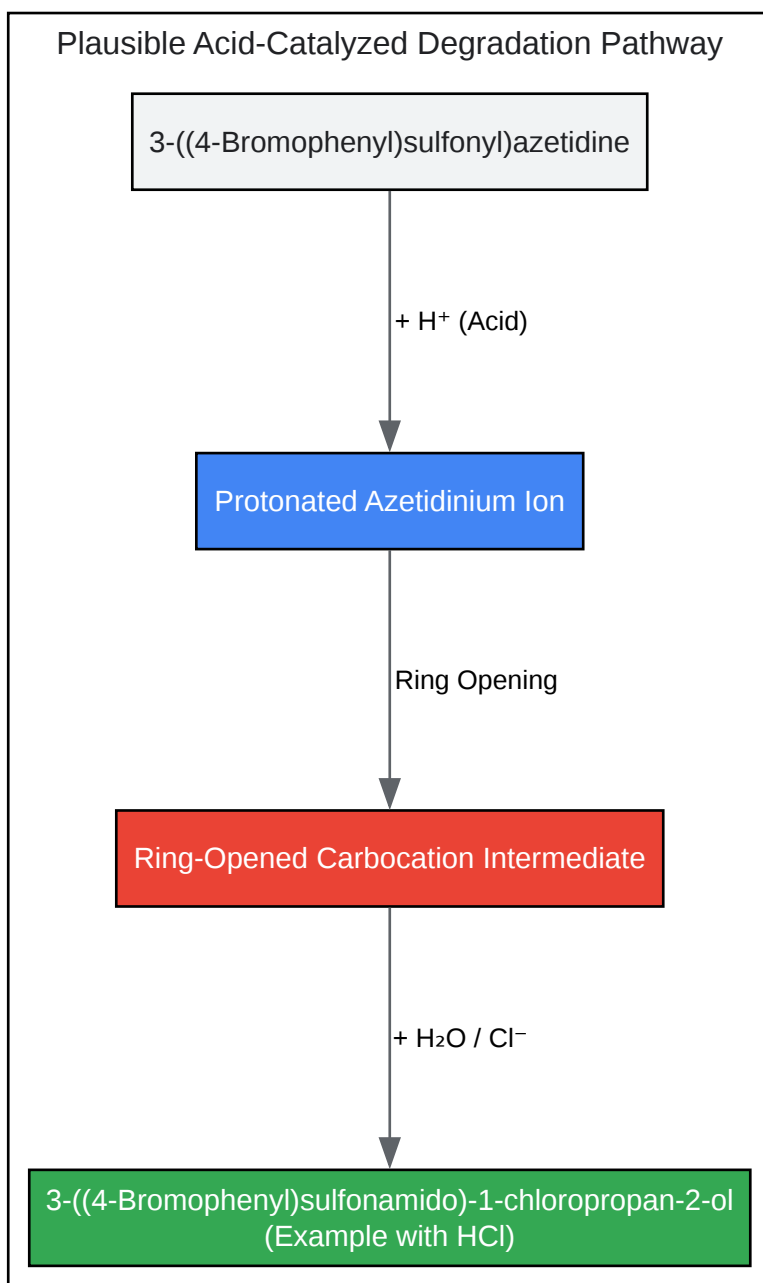 Plausible Acid-Catalyzed Degradation Pathway
3-((4-Bromophenyl)sulfonyl)azetidine
+ H⁺ (Acid)
Protonated Azetidinium Ion
Ring Opening
Ring-Opened Carbocation Intermediate
+ H₂O / Cl⁻
3-((4-Bromophenyl)sulfonamido)-1-chloropropan-2-ol
(Example with HCl)